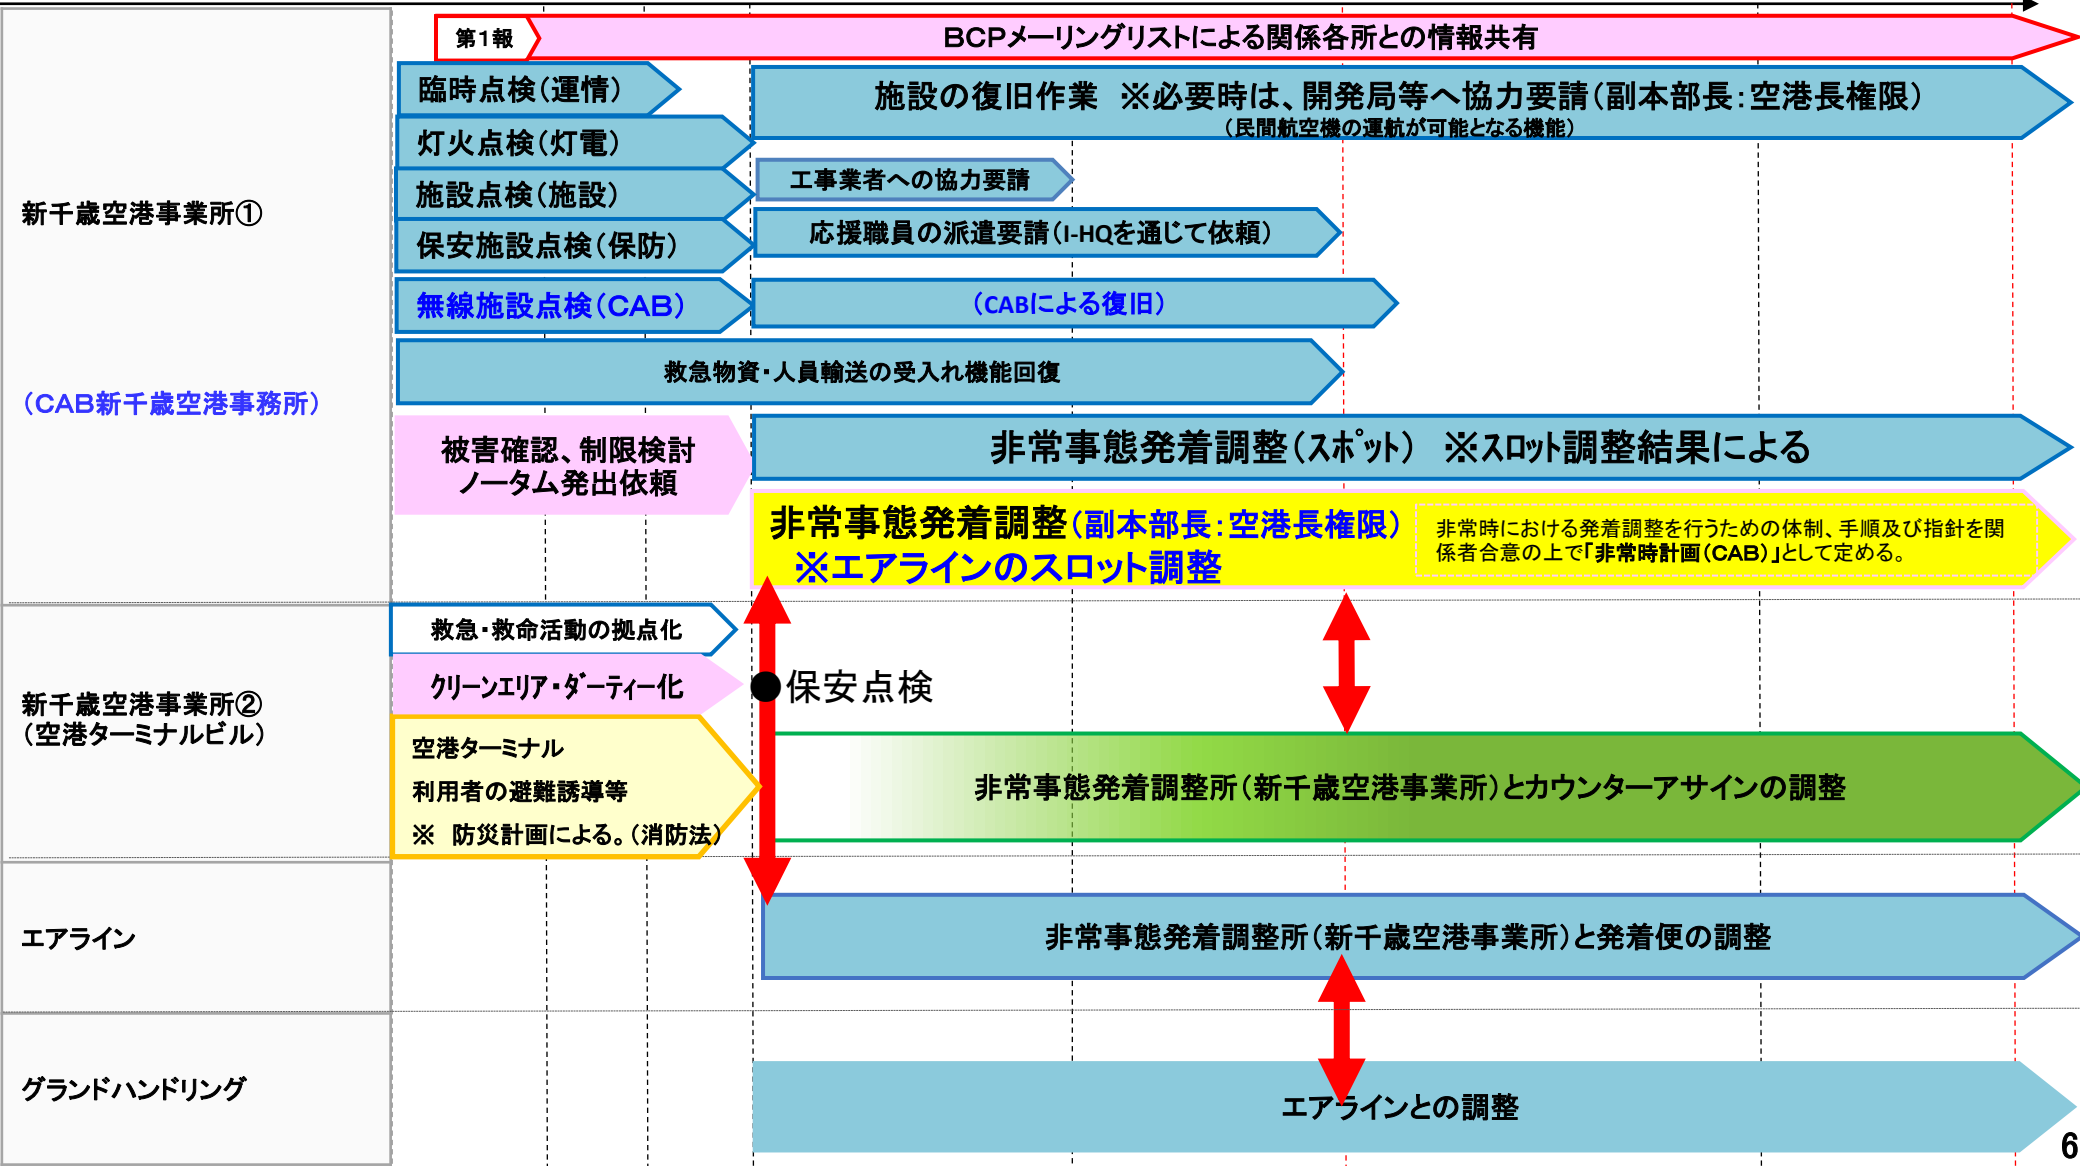 第1報
BCPメーリングリストによる関係各所との情報共有
臨時点検（運情）
施設の復旧作業 ※必要時は、開発局等へ協力要請（副本部長：空港長権限）
（民間航空機の運航が可能となる機能）
灯火点検（灯電）
施設点検（施設）
工事業者への協力要請
新千歳空港事業所①
保安施設点検（保防）
応援職員の派遣要請（I-HQを通じて依頼）
無線施設点検（CAB）
（CABによる復旧）
救急物資・人員輸送の受入れ機能回復
（CAB新千歳空港事務所）
被害確認、制限検討
ノータム発出依頼
非常事態発着調整（スポット） ※スロット調整結果による
非常事態発着調整（副本部長：空港長権限）
※エアラインのスロット調整
非常時における発着調整を行うための体制、手順及び指針を関
係者合意の上で「非常時計画（CAB）」として定める。
救急・救命活動の拠点化
クリーンエリア・ダーティー化
保安点検
新千歳空港事業所②
（空港ターミナルビル）
空港ターミナル
利用者の避難誘導等
※ 防災計画による。（消防法）
非常事態発着調整所（新千歳空港事業所）とカウンターアサインの調整
エアライン
非常事態発着調整所（新千歳空港事業所）と発着便の調整
グランドハンドリング
エアラインとの調整
6